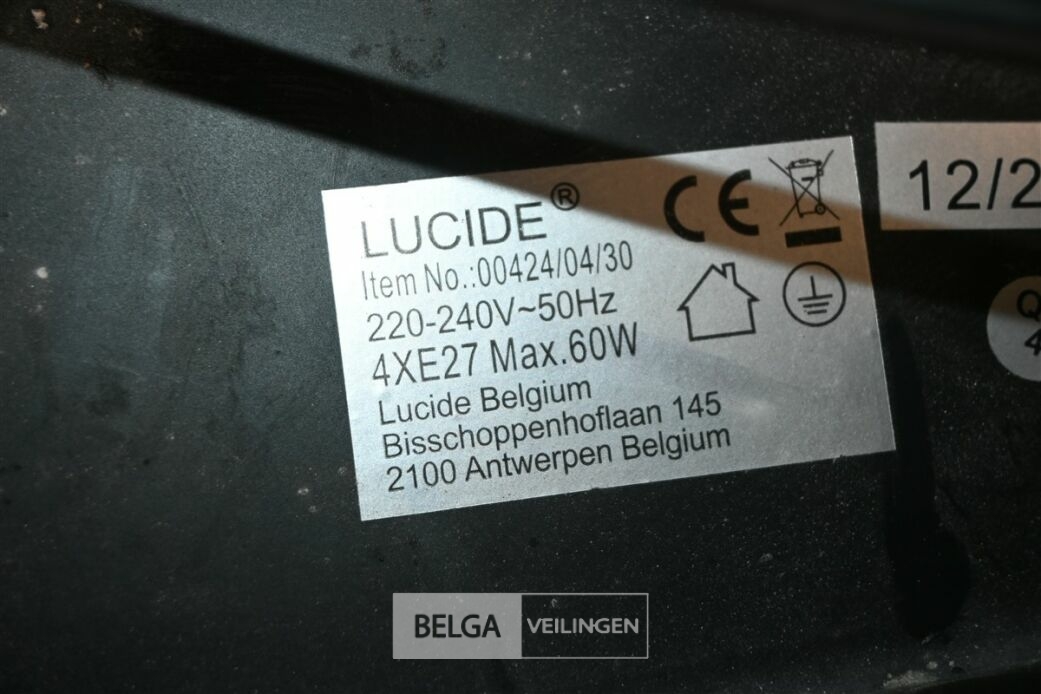 LUCIDE®
Item No.:00424/04/30
220-240V~50Hz
4XE27 Max.60W
Lucide Belgium
Bisschoppenhoflaan 145
2100 Antwerpen Belgium
CE
12/2
Q
4
BELGA VEILINGEN